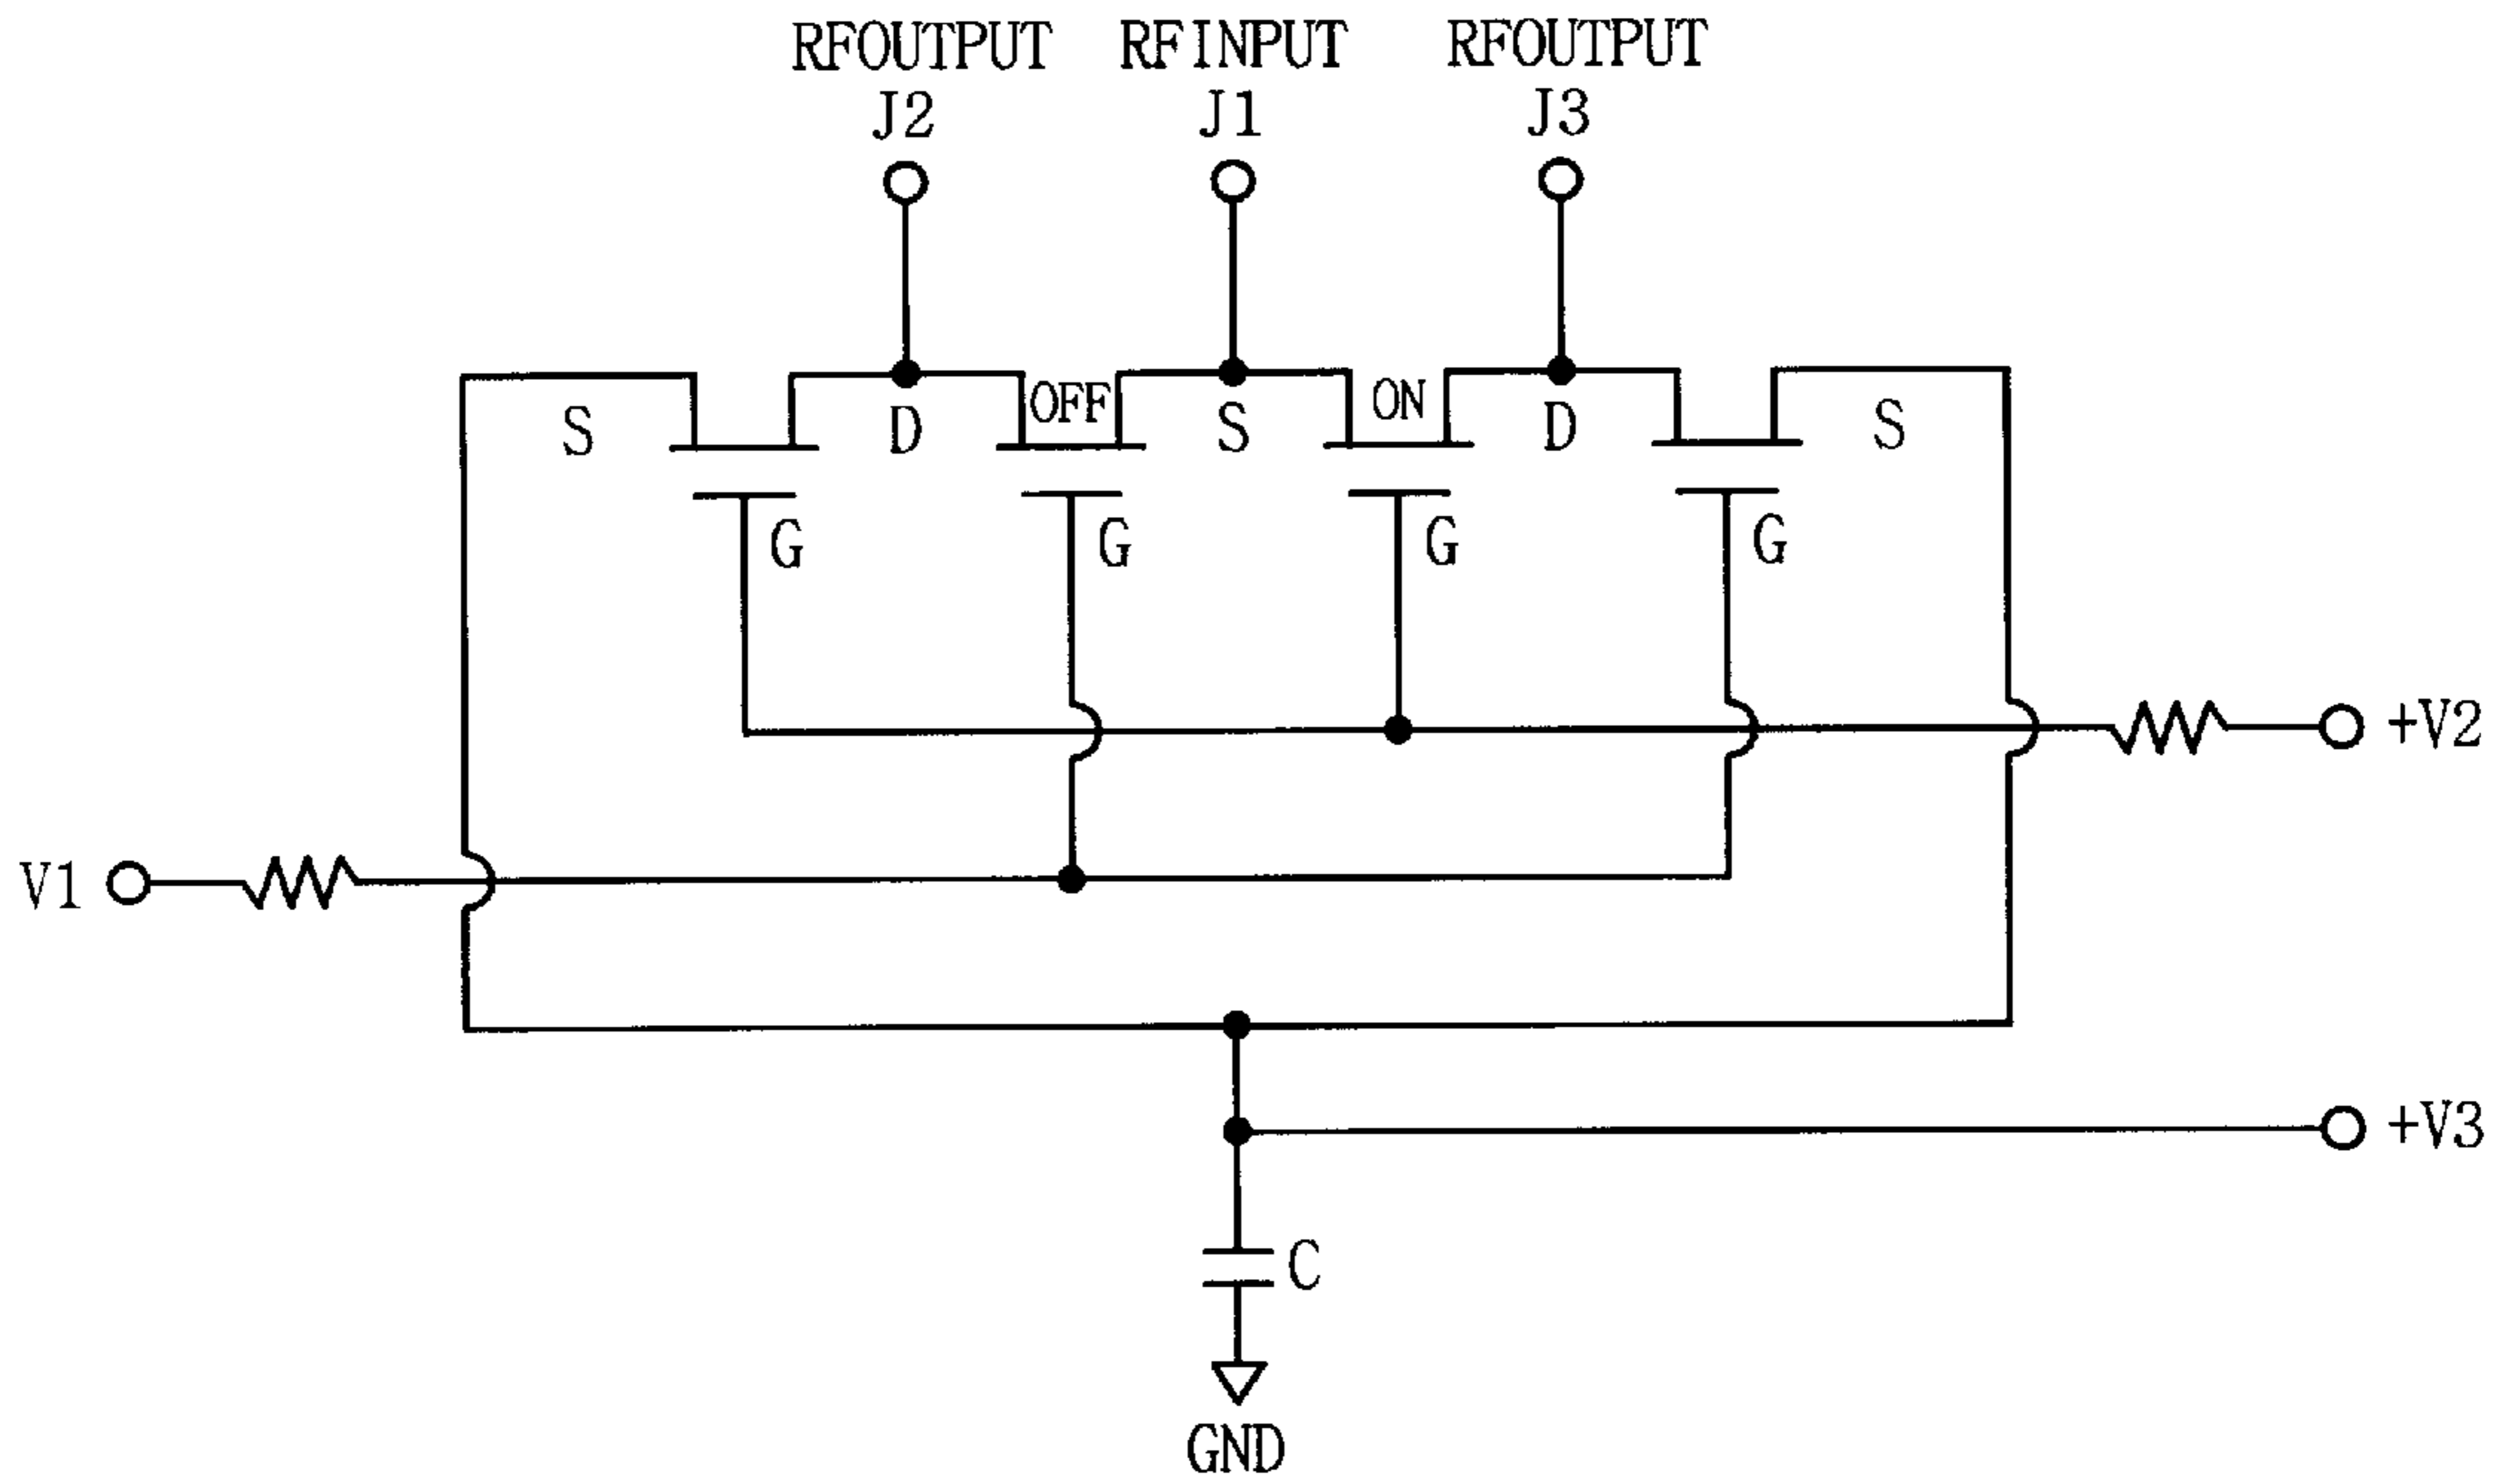 RFOUTPUT RFINPUT RFOUTPUT
J2 J1 J3
OFF ON
S D S D S
G G G G
+V2
V1
+V3
C
GND